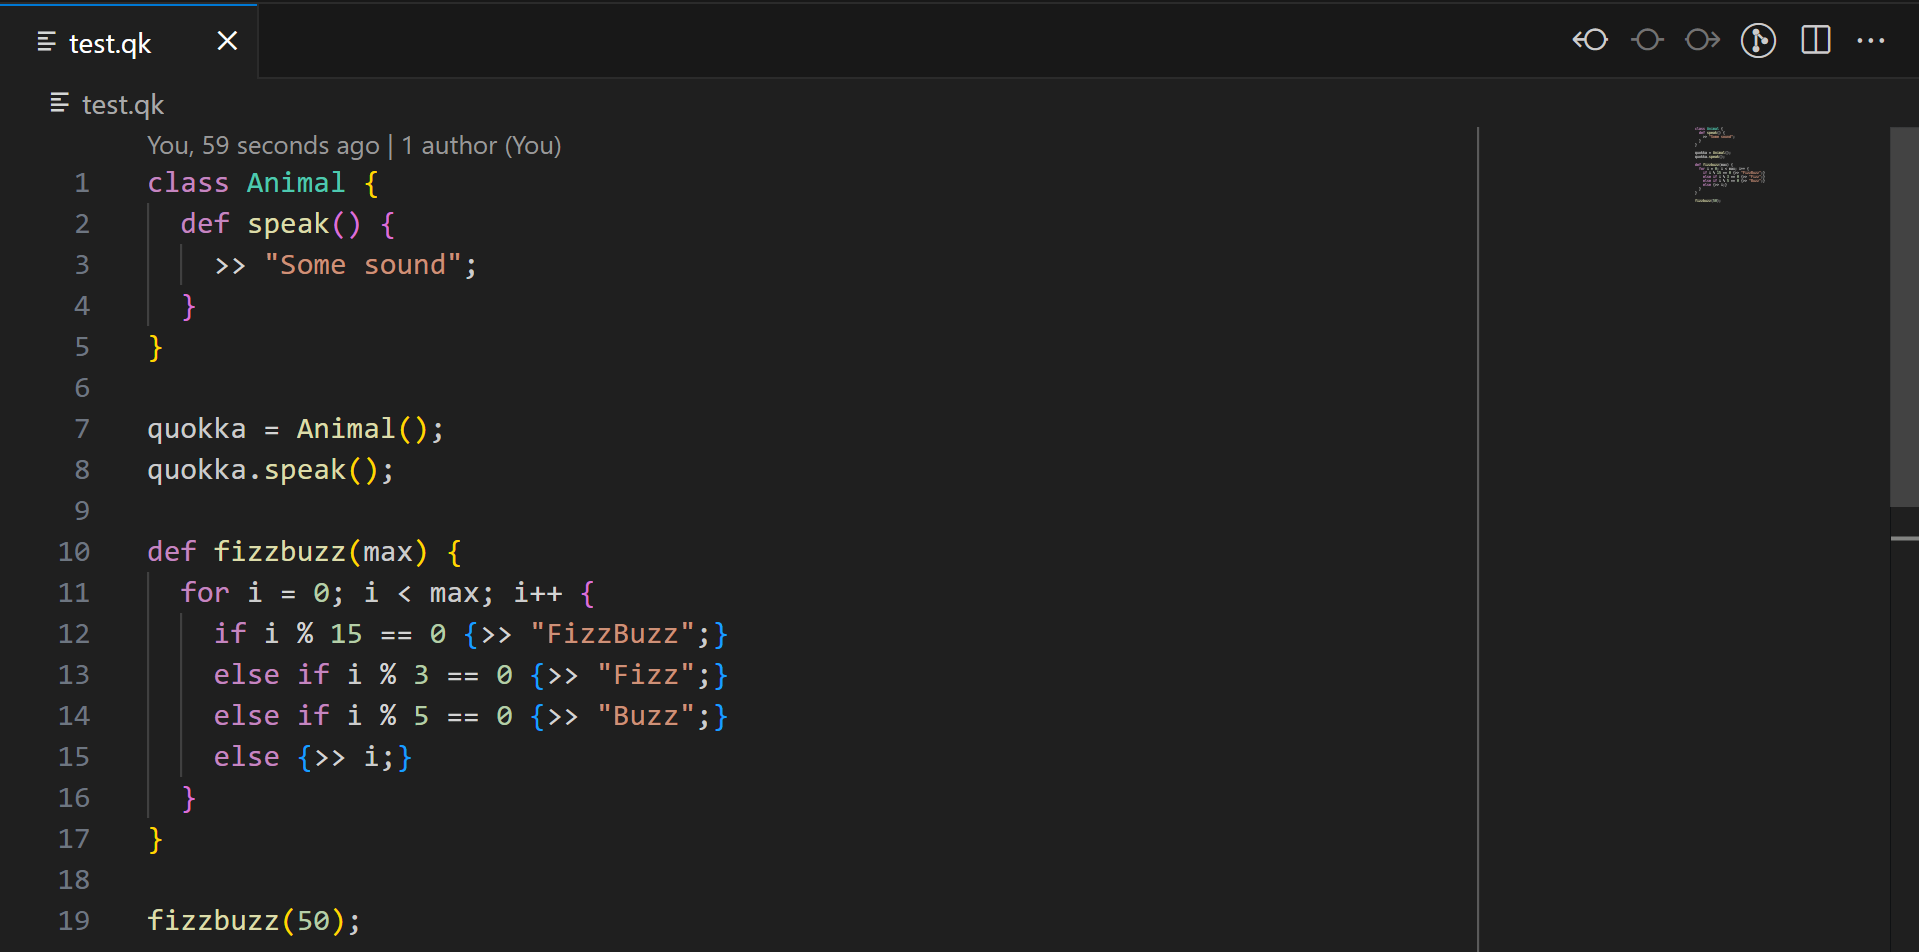 test.qk
test.qk
You, 59 seconds ago | 1 author (You)
1 class Animal {
2   def speak() {
3     >> "Some sound";
4   }
5 }
6
7 quokka = Animal();
8 quokka.speak();
9
10 def fizzbuzz(max) {
11   for i = 0; i < max; i++ {
12     if i % 15 == 0 {>> "FizzBuzz";}
13     else if i % 3 == 0 {>> "Fizz";}
14     else if i % 5 == 0 {>> "Buzz";}
15     else {>> i;}
16   }
17 }
18
19 fizzbuzz(50);